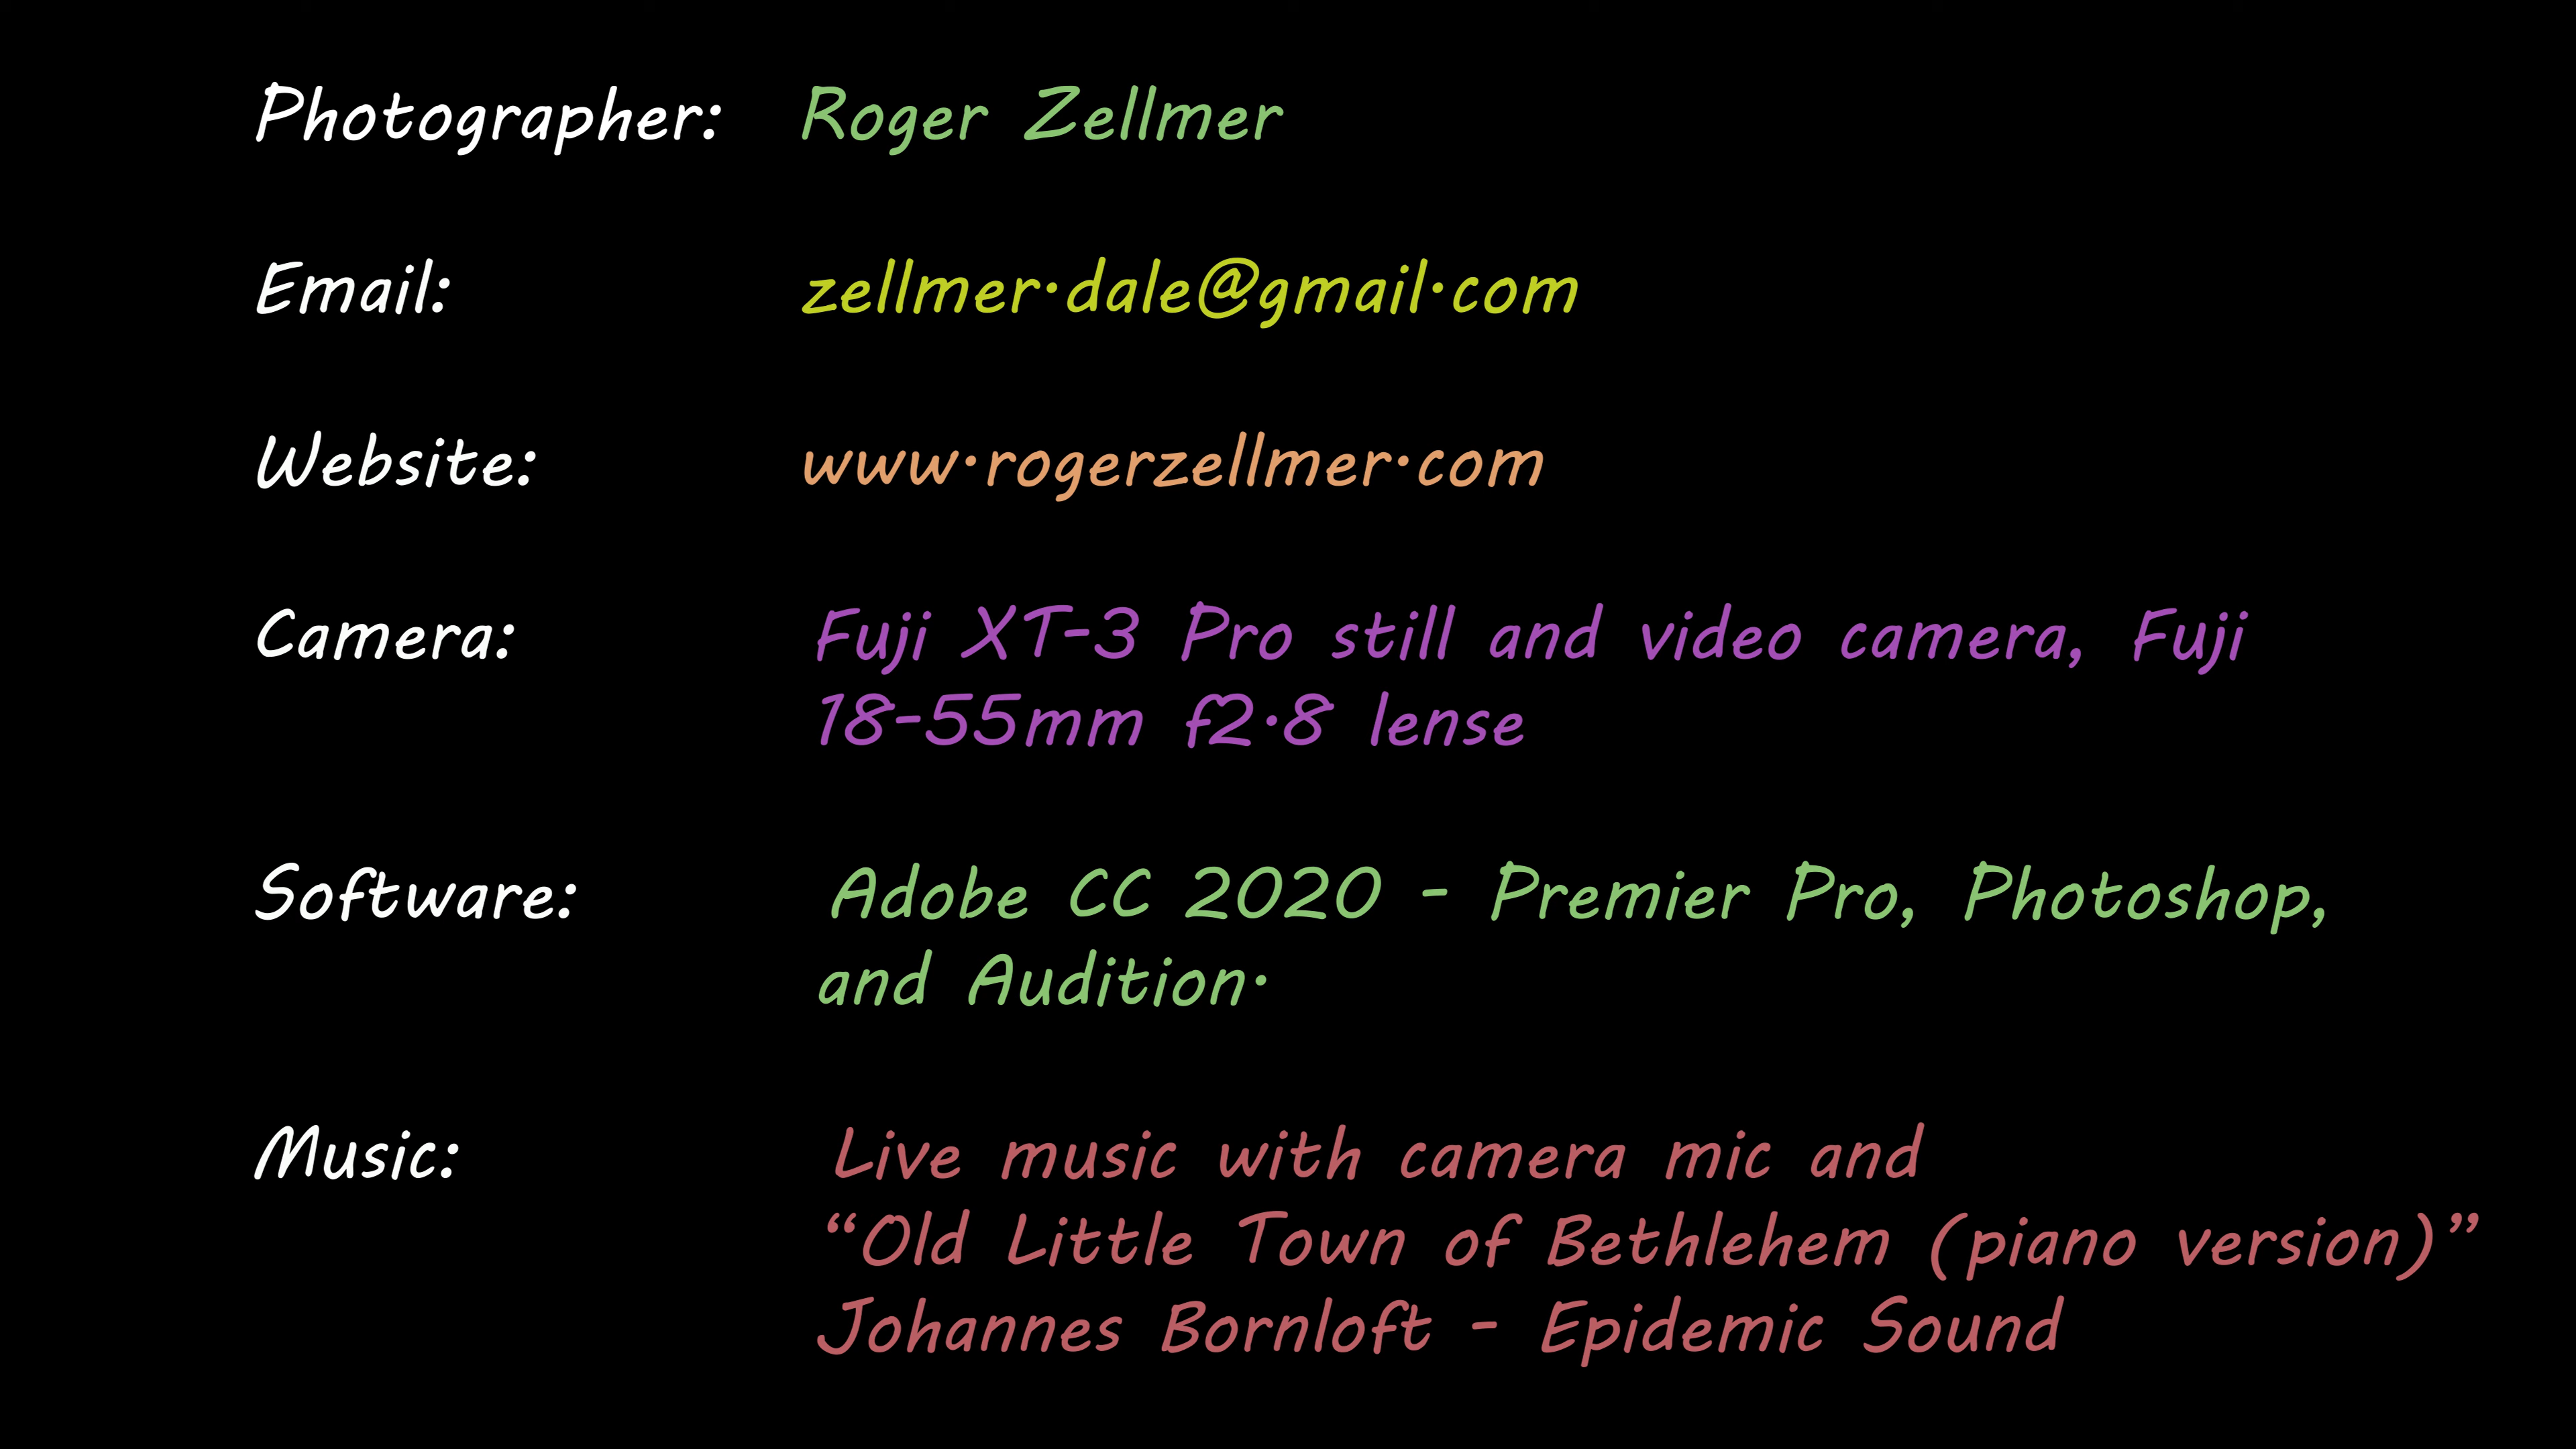 Photographer: Roger Zellmer
Email: zellmer.dale@gmail.com
Website: www.rogerzellmer.com
Camera: Fuji XT-3 Pro still and video camera, Fuji
18-55mm f2.8 lense
Software: Adobe CC 2020 - Premier Pro, Photoshop,
and Audition.
Music: Live music with camera mic and
“Old Little Town of Bethlehem (piano version)”
Johannes Bornloft - Epidemic Sound